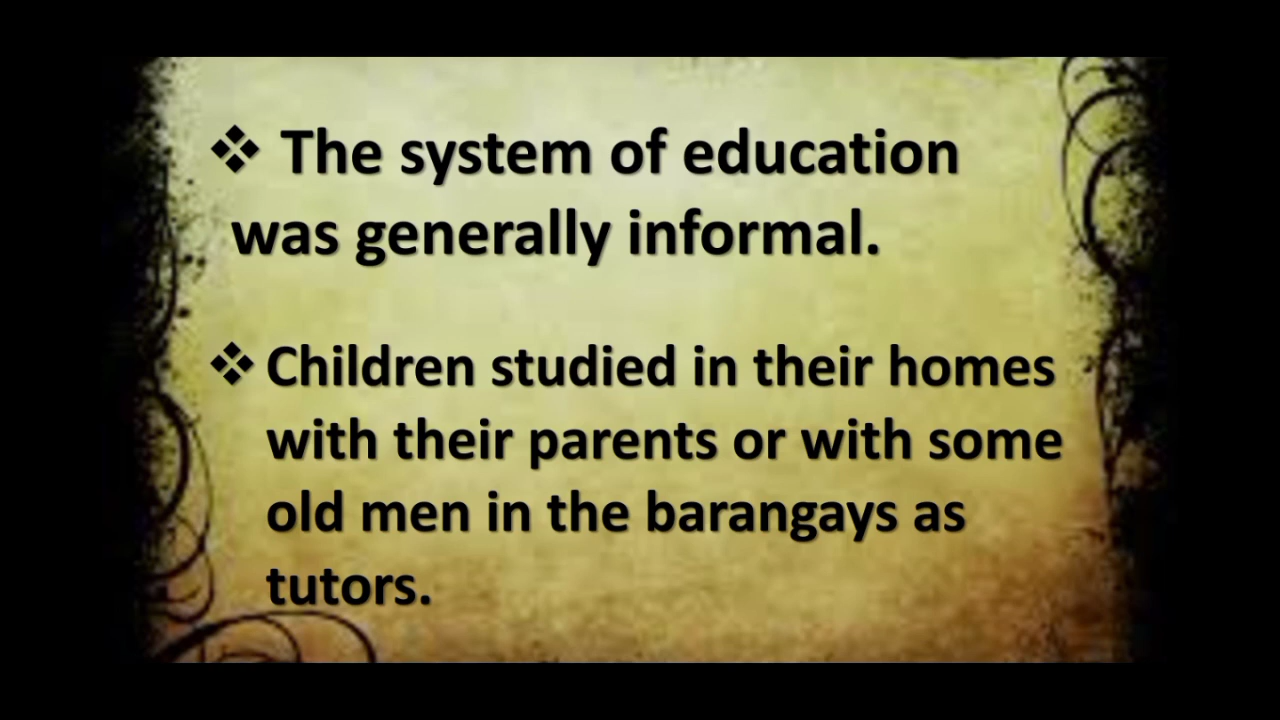 ❖ The system of education
was generally informal.
❖ Children studied in their homes
with their parents or with some
old men in the barangays as
tutors.